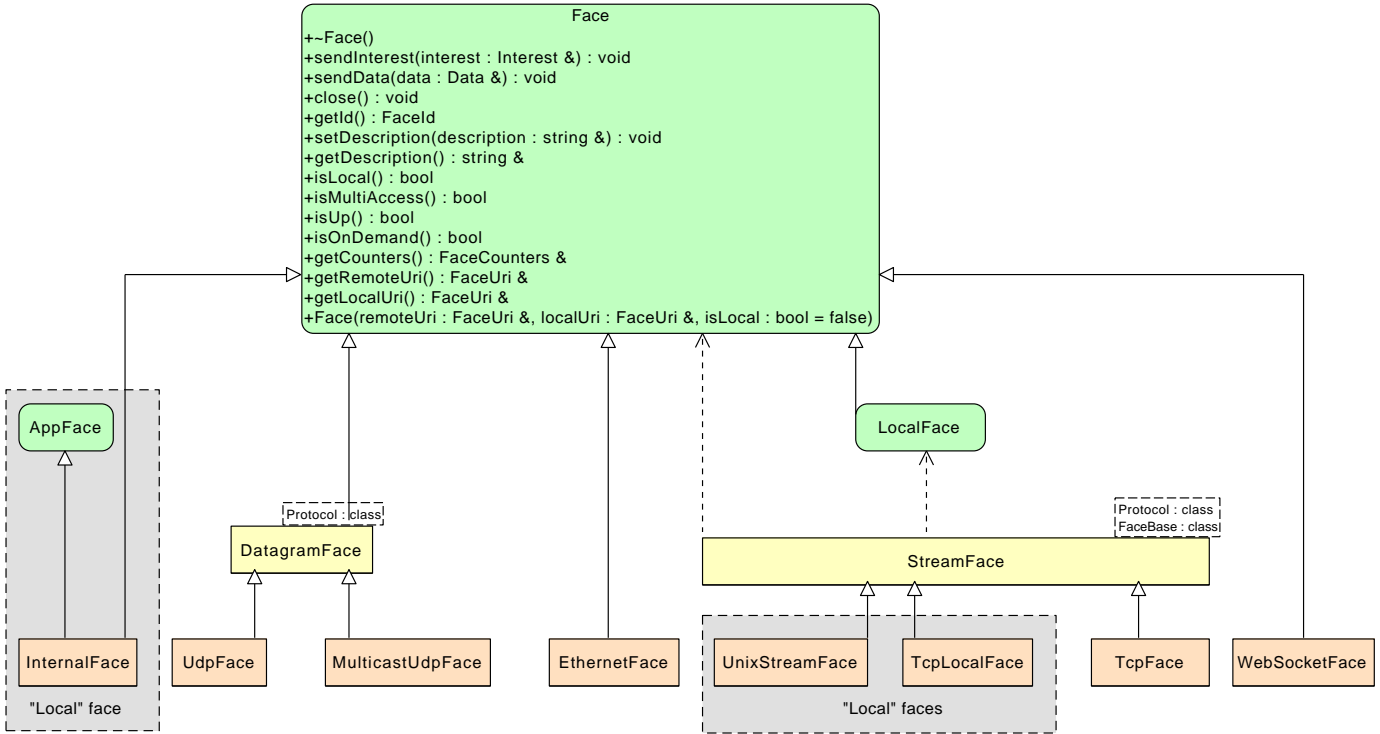 Face
+~Face()
+sendInterest(interest : Interest &) : void
+sendData(data : Data &) : void
+close() : void
+getId() : FaceId
+setDescription(description : string &) : void
+getDescription() : string &
+isLocal() : bool
+isMultiAccess() : bool
+isUp() : bool
+isOnDemand() : bool
+getCounters() : FaceCounters &
+getRemoteUri() : FaceUri &
+getLocalUri() : FaceUri &
+Face(remoteUri : FaceUri &, localUri : FaceUri &, isLocal : bool = false)
AppFace
LocalFace
Protocol : class
DatagramFace
Protocol : class
FaceBase : class
StreamFace
InternalFace
UdpFace
MulticastUdpFace
EthernetFace
UnixStreamFace
TcpLocalFace
TcpFace
WebSocketFace
"Local" face
"Local" faces